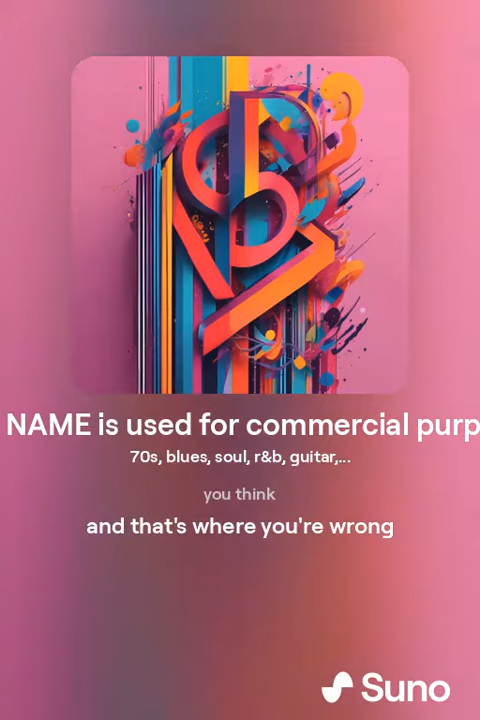 NAME is used for commercial purp
70s, blues, soul, r&b, guitar,...
you think
and that's where you're wrong
Suno